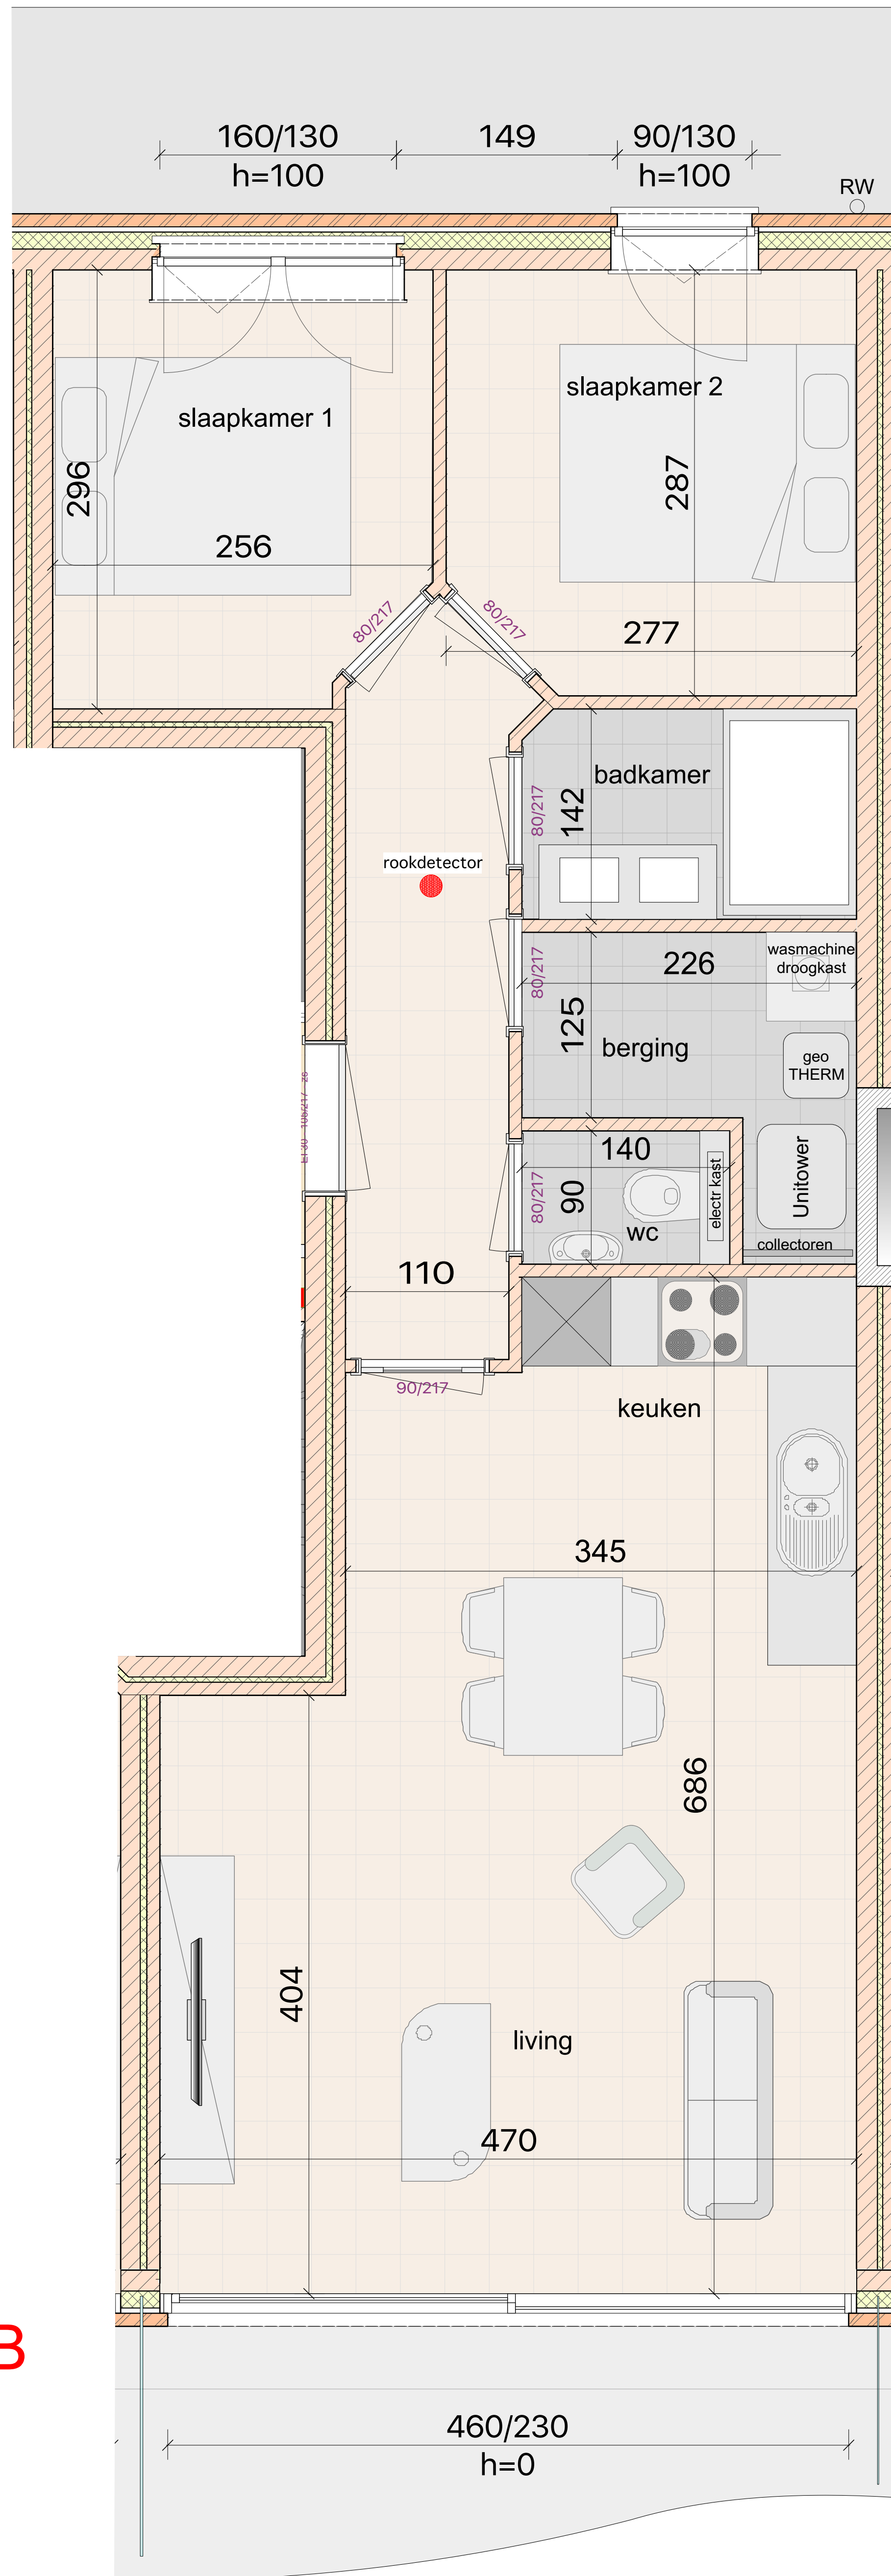 160/130
h=100
149
90/130
h=100
RW
slaapkamer 1
slaapkamer 2
296
287
256
277
80/217
80/217
badkamer
142
80/217
rookdetector
wasmachine
droogkast
226
80/217
125
berging
geo
THERM
Unitower
140
90
80/217
wc
electr kast
collectoren
110
90/217
keuken
345
686
404
living
470
B
460/230
h=0